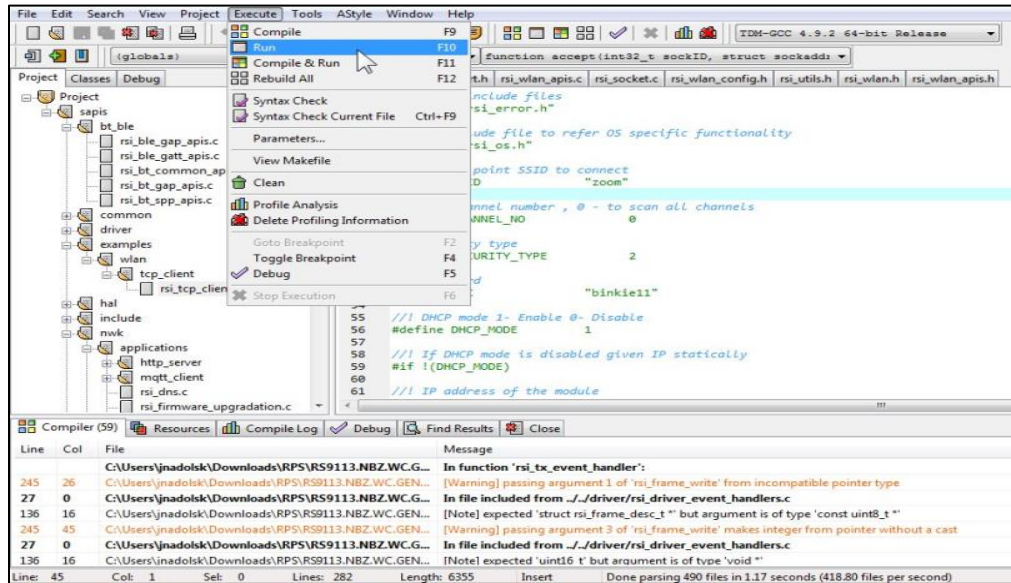 File Edit Search View Project Execute Tools AStyle Window Help
TDM-GCC 4.9.2 64-bit Release
(globals)
function accept(int32_t sockID, struct sockadd
Compile F9
Run F10
Compile & Run F11
Rebuild All F12
Syntax Check
Syntax Check Current File Ctrl+F9
Parameters...
View Makefile
Clean
Profile Analysis
Delete Profiling Information
Goto Breakpoint F2
Toggle Breakpoint F4
Debug F5
Stop Execution F6
Project Classes Debug
Project
sapis
bt_ble
rsi_ble_gap_apis.c
rsi_ble_gatt_apis.c
rsi_bt_common_ap
rsi_bt_gap_apis.c
rsi_bt_spp_apis.c
common
driver
examples
wlan
tcp_client
rsi_tcp_clien
hal
include
nwk
applications
http_server
mqtt_client
rsi_dns.c
rsi_firmware_upgradation.c
rt.h rsi_wlan_apis.c rsi_socket.c rsi_wlan_config.h rsi_utils.h rsi_wlan.h rsi_wlan_apis.h
nclude files
si_error.h"
ude file to refer OS specific functionality
si_os.h"
point SSID to connect
D "zoom"
annel number , 0 - to scan all channels
NNEL_NO 0
y type
URITY_TYPE 2
rd
"binkie11"
54
55 //! DHCP mode 1- Enable 0- Disable
56 #define DHCP_MODE 1
57
58 //! If DHCP mode is disabled given IP statically
59 #if !(DHCP_MODE)
60
61 //! IP address of the module
Compiler (59) Resources Compile Log Debug Find Results Close
Line Col File Message
C:\Users\jnadolsk\Downloads\RPS\RS9113.NBZ.WC.G... In function 'rsi_tx_event_handler':
245 26 C:\Users\jnadolsk\Downloads\RPS\RS9113.NBZ.WC.GEN... [Warning] passing argument 1 of 'rsi_frame_write' from incompatible pointer type
27 0 C:\Users\jnadolsk\Downloads\RPS\RS9113.NBZ.WC.G... In file included from ../../driver/rsi_driver_event_handlers.c
136 16 C:\Users\jnadolsk\Downloads\RPS\RS9113.NBZ.WC.GEN... [Note] expected 'struct rsi_frame_desc_t *' but argument is of type 'const uint8_t *'
245 45 C:\Users\jnadolsk\Downloads\RPS\RS9113.NBZ.WC.GEN... [Warning] passing argument 3 of 'rsi_frame_write' makes integer from pointer without a cast
27 0 C:\Users\jnadolsk\Downloads\RPS\RS9113.NBZ.WC.G... In file included from ../../driver/rsi_driver_event_handlers.c
136 16 C:\Users\jnadolsk\Downloads\RPS\RS9113.NBZ.WC.GEN... [Note] expected 'uint16_t' but argument is of type 'void *'
Line: 45 Col: 1 Sel: 0 Lines: 282 Length: 6355 Insert Done parsing 490 files in 1.17 seconds (418.80 files per second)